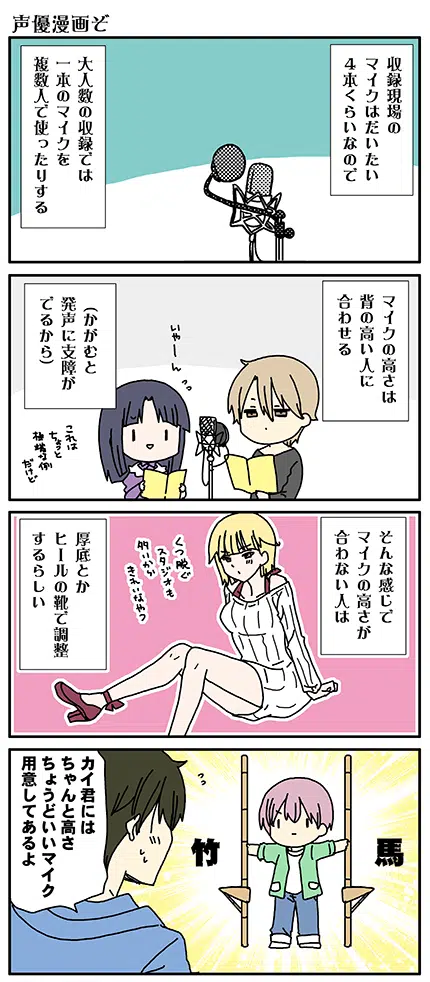 声優漫画ぞ
収録現場の
マイクはだいたい
4本くらいなので
大人数の収録では
一本のマイクを
複数人で使ったりする
マイクの高さは
背の高い人に
合わせる
(かがむと
発声に支障が
でるから)
いやーん
これは
ちょっと
極端な例
だけど
そんな感じで
マイクの高さが
合わない人は
くつ脱ぐ
スタジオも
多いから
きれいなやつ
厚底とか
ヒールの靴で調整
するらしい
カイ君には
ちゃんと高さ
ちょうどいいマイク
用意してあるよ
竹馬